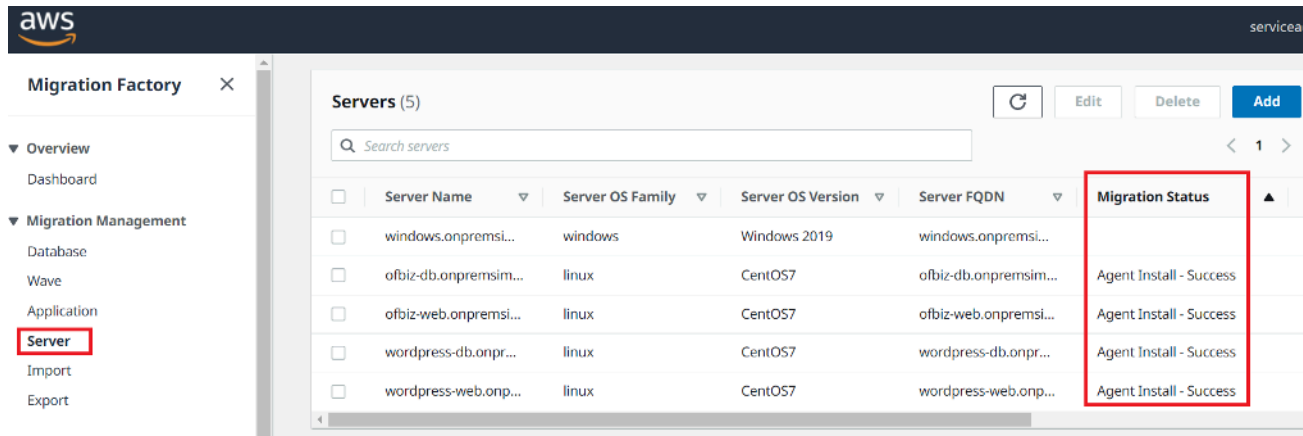 aws
servicea
Migration Factory
Servers (5)
Edit
Delete
Add
Search servers
1
Overview
Dashboard
Migration Management
Database
Wave
Application
Server
Import
Export
Server Name Server OS Family Server OS Version Server FQDN Migration Status
windows.onpremsi... windows Windows 2019 windows.onpremsi...
ofbiz-db.onpremsim... linux CentOS7 ofbiz-db.onpremsim... Agent Install - Success
ofbiz-web.onpremsi... linux CentOS7 ofbiz-web.onpremsi... Agent Install - Success
wordpress-db.onpr... linux CentOS7 wordpress-db.onpr... Agent Install - Success
wordpress-web.onp... linux CentOS7 wordpress-web.onp... Agent Install - Success